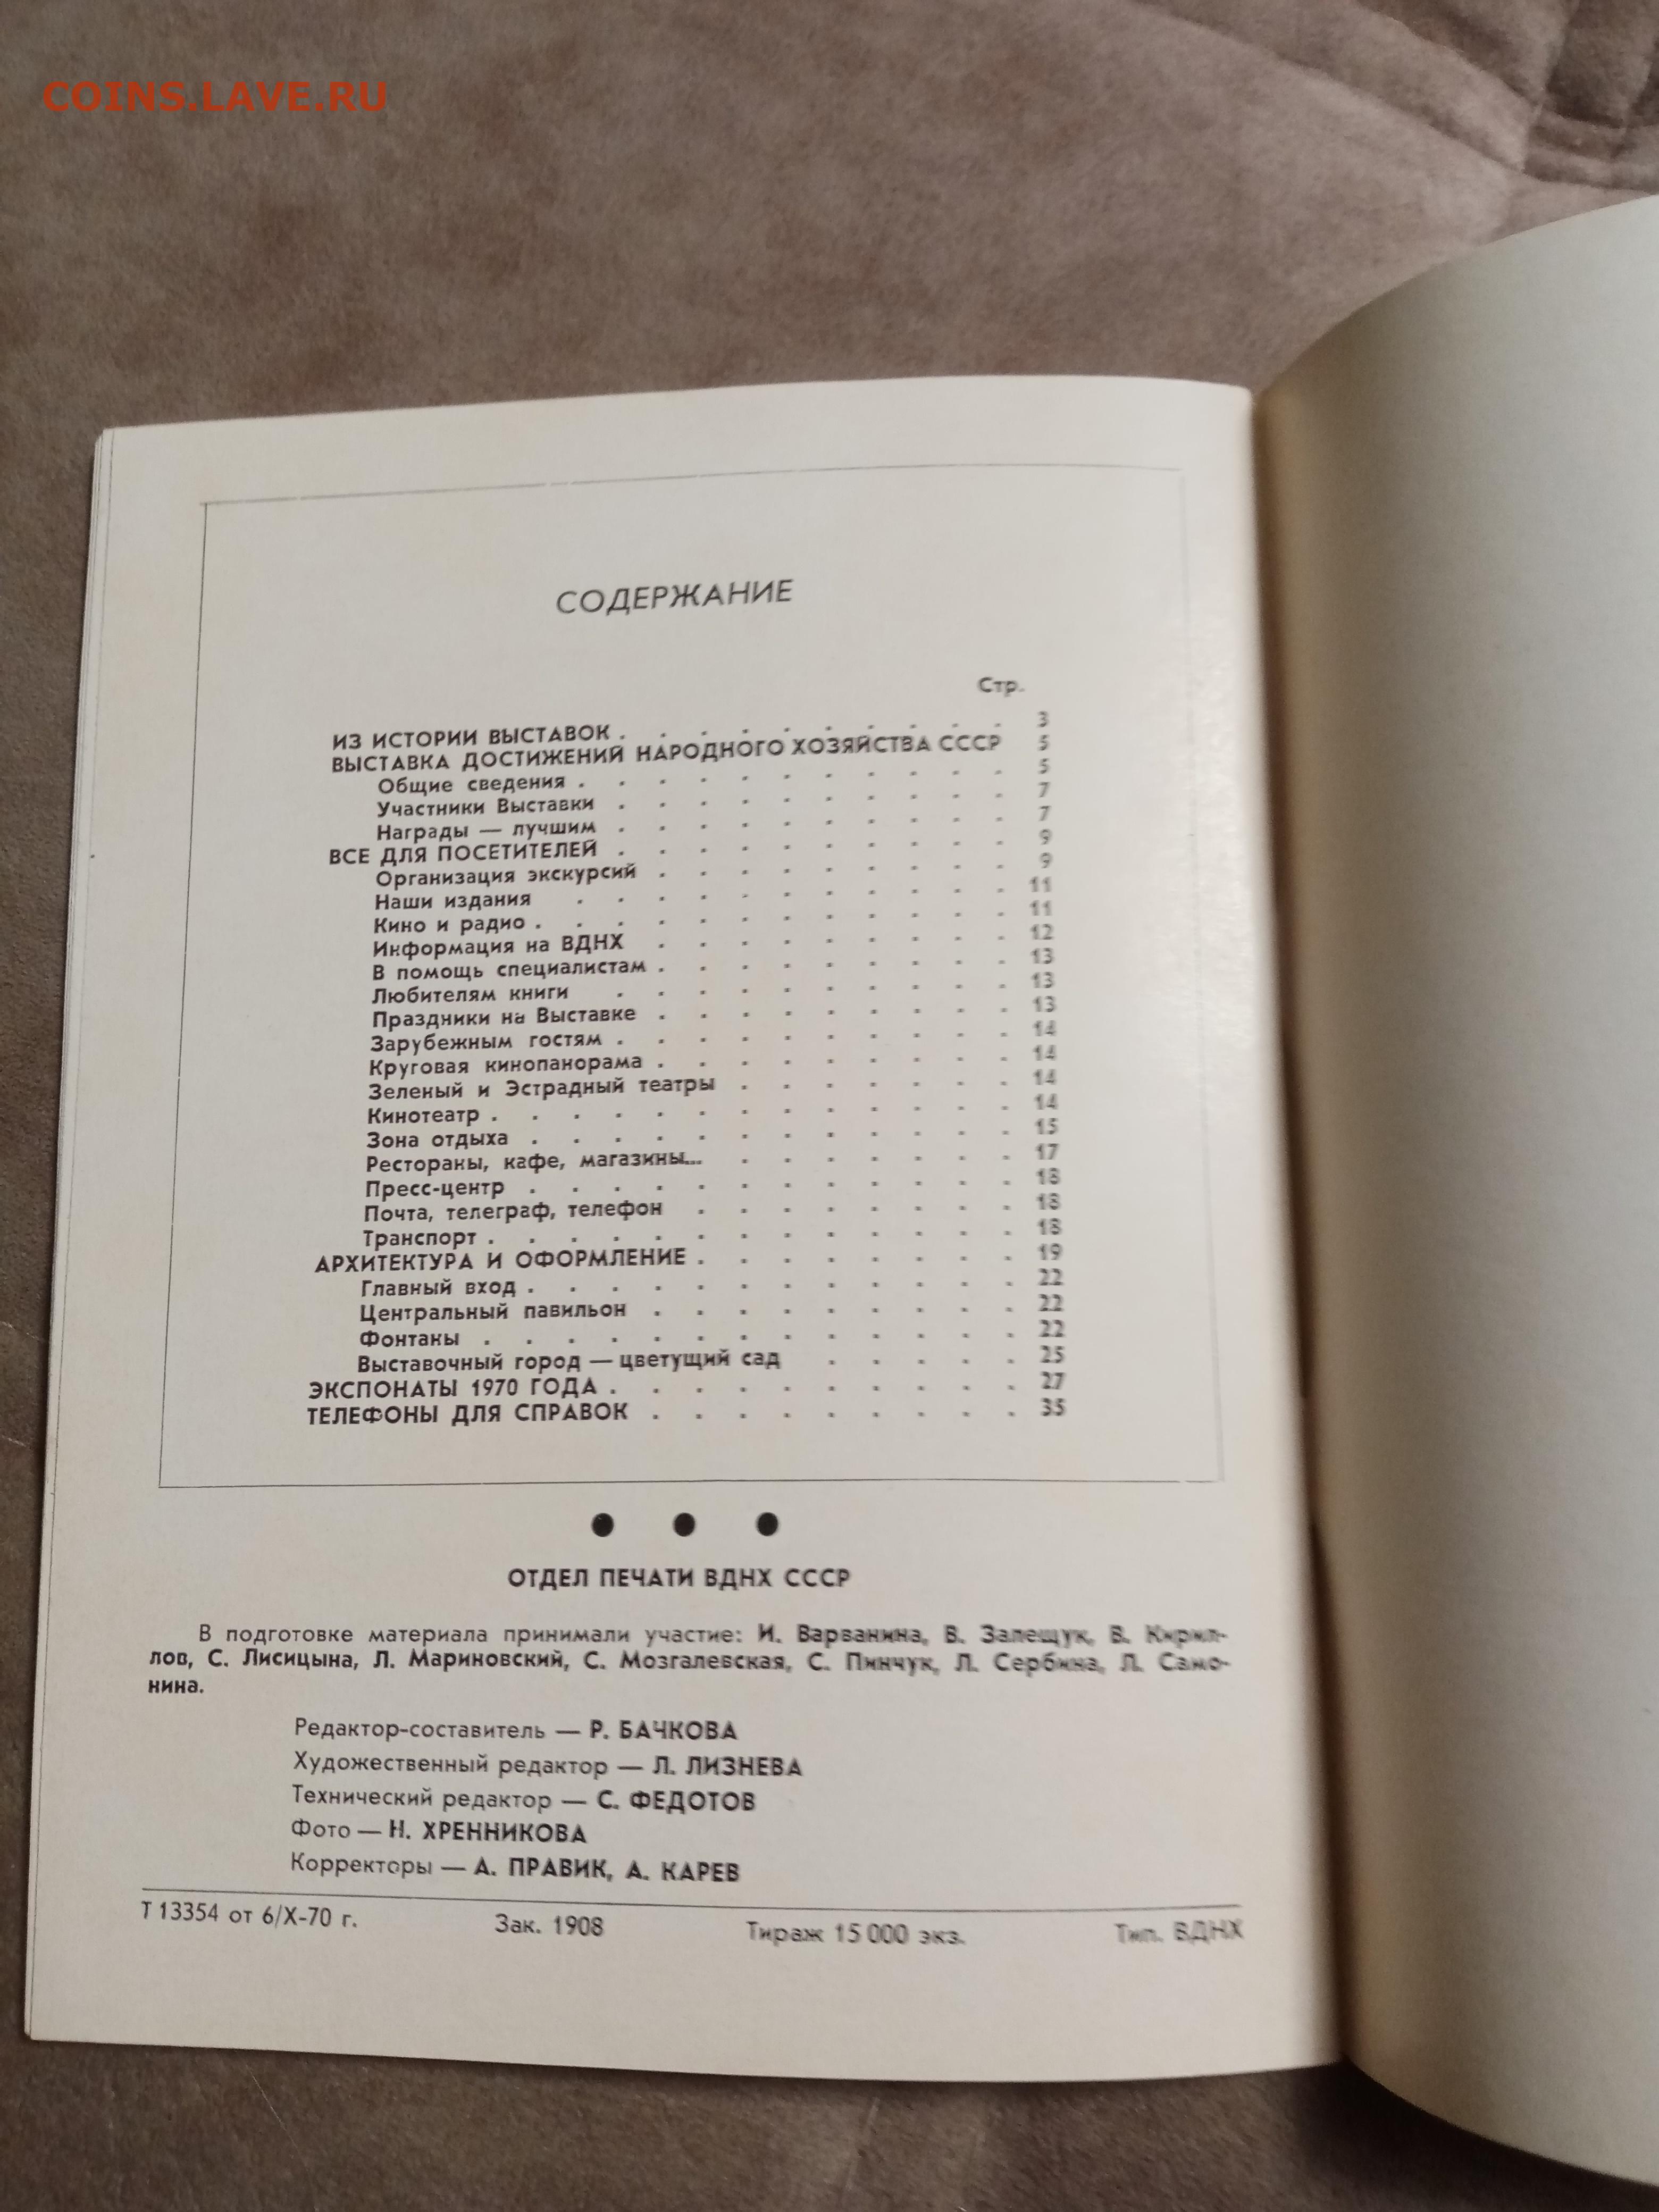 COINS.LAVE.RU
СОДЕРЖАНИЕ
Стр.
ИЗ ИСТОРИИ ВЫСТАВОК . . . . . . . . . . 3
ВЫСТАВКА ДОСТИЖЕНИЙ НАРОДНОГО ХОЗЯЙСТВА СССР 5
Общие сведения . . . . . . . . . . . 5
Участники Выставки . . . . . . . . . . 7
Награды — лучшим . . . . . . . . . . 7
ВСЕ ДЛЯ ПОСЕТИТЕЛЕЙ . . . . . . . . . . 9
Организация экскурсий . . . . . . . . . 9
Наши издания . . . . . . . . . . . 11
Кино и радио . . . . . . . . . . . . 11
Информация на ВДНХ . . . . . . . . . 12
В помощь специалистам . . . . . . . . . 13
Любителям книги . . . . . . . . . . 13
Праздники на Выставке . . . . . . . . . 13
Зарубежным гостям . . . . . . . . . . 14
Круговая кинопанорама . . . . . . . . . 14
Зеленый и Эстрадный театры . . . . . . . 14
Кинотеатр . . . . . . . . . . . . . 14
Зона отдыха . . . . . . . . . . . . 15
Рестораны, кафе, магазины... . . . . . . . 17
Пресс-центр . . . . . . . . . . . . 18
Почта, телеграф, телефон . . . . . . . . 18
Транспорт . . . . . . . . . . . . . 18
АРХИТЕКТУРА И ОФОРМЛЕНИЕ . . . . . . . . 19
Главный вход . . . . . . . . . . . . 22
Центральный павильон . . . . . . . . . 22
Фонтаны . . . . . . . . . . . . . 22
Выставочный город — цветущий сад . . . . . 25
ЭКСПОНАТЫ 1970 ГОДА . . . . . . . . . . 27
ТЕЛЕФОНЫ ДЛЯ СПРАВОК . . . . . . . . . 35
● ● ●
ОТДЕЛ ПЕЧАТИ ВДНХ СССР
В подготовке материала принимали участие: И. Варванина, В. Залещук, В. Кирил-
лов, С. Лисицына, Л. Мариновский, С. Мозгалевская, С. Пинчук, Л. Сербина, Л. Само-
нина.
Редактор-составитель — Р. БАЧКОВА
Художественный редактор — Л. ЛИЗНЕВА
Технический редактор — С. ФЕДОТОВ
Фото — Н. ХРЕННИКОВА
Корректоры — А. ПРАВИК, А. КАРЕВ
Т 13354 от 6/X-70 г. Зак. 1908 Тираж 15 000 экз. Тип. ВДНХ